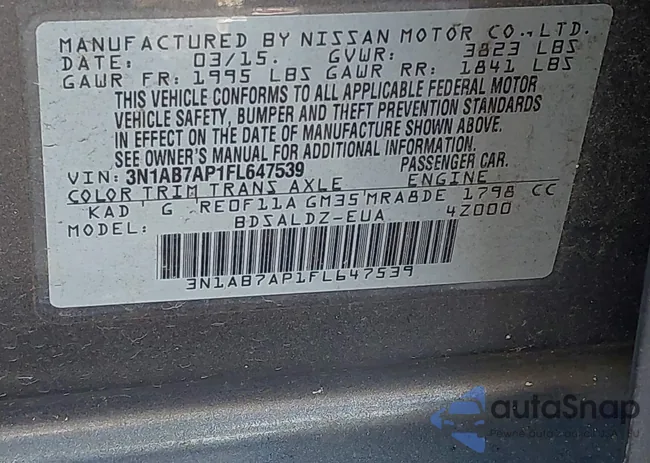 MANUFACTURED BY NISSAN MOTOR CO., LTD.
DATE: 03/15. GVWR: 3823 LBS
GAWR FR: 1995 LBS GAWR RR: 1841 LBS
THIS VEHICLE CONFORMS TO ALL APPLICABLE FEDERAL MOTOR
VEHICLE SAFETY, BUMPER AND THEFT PREVENTION STANDARDS
IN EFFECT ON THE DATE OF MANUFACTURE SHOWN ABOVE.
SEE OWNER'S MANUAL FOR ADDITIONAL INFORMATION.
VIN: 3N1AB7AP1FL647539 PASSENGER CAR.
COLOR TRIM TRANS AXLE ENGINE
KAD G RE0F11A GM35 MRA8DE 1798 CC
MODEL: BDSALDZ-EUA 4Z000
3N1AB7AP1FL647539
autoSnap